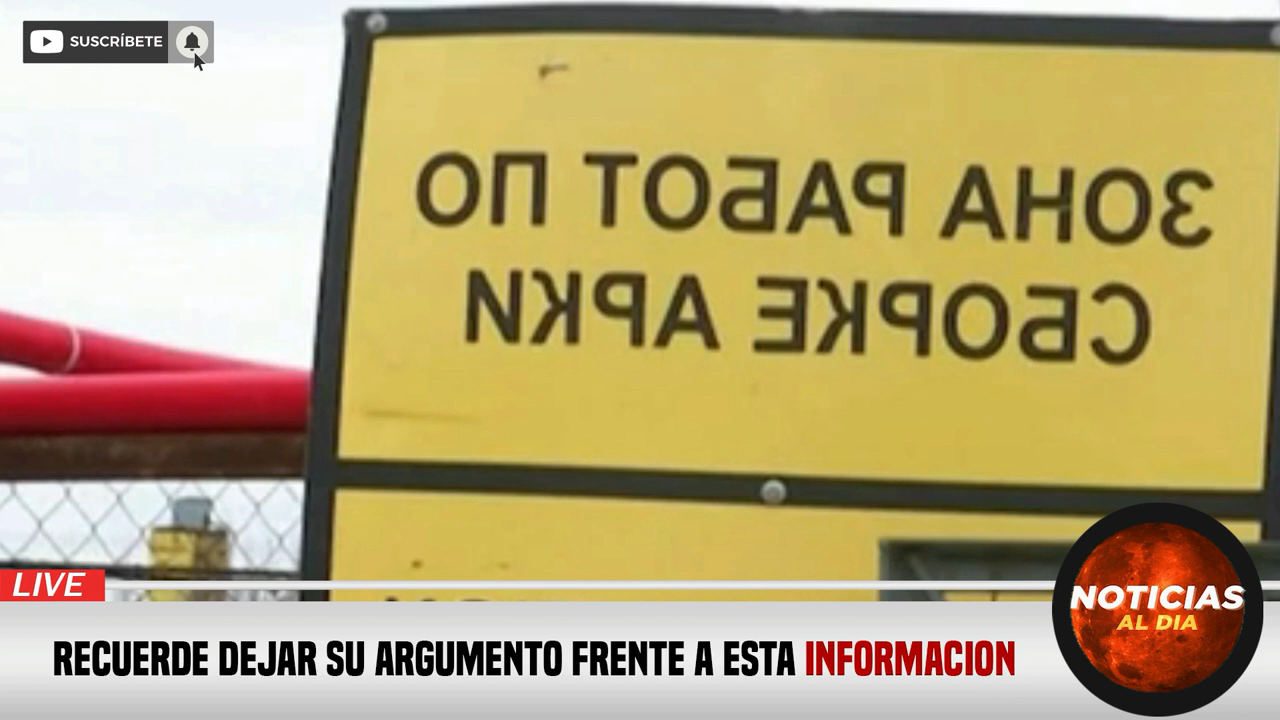 SUSCRÍBETE
ЗОНА РАБОТ ПО
СБОРКЕ АРКИ
LIVE
RECUERDE DEJAR SU ARGUMENTO FRENTE A ESTA INFORMACION
NOTICIAS
AL DIA